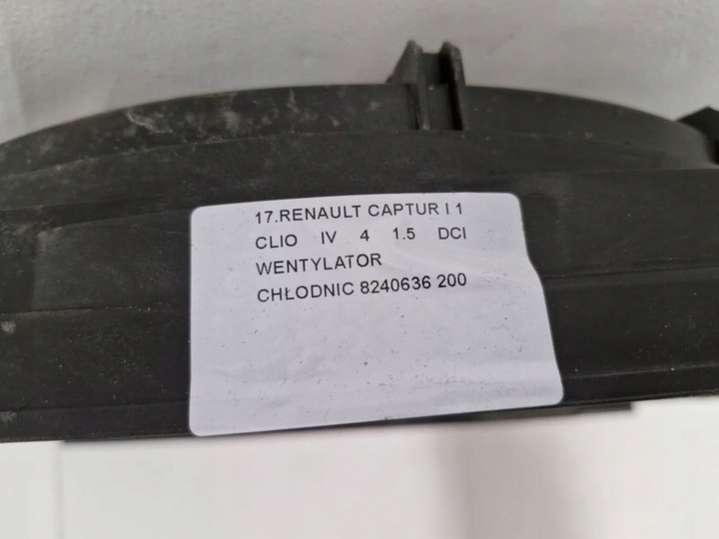 17.RENAULT CAPTUR I 1
CLIO IV 4 1.5 DCI
WENTYLATOR
CHŁODNIC 8240636 200